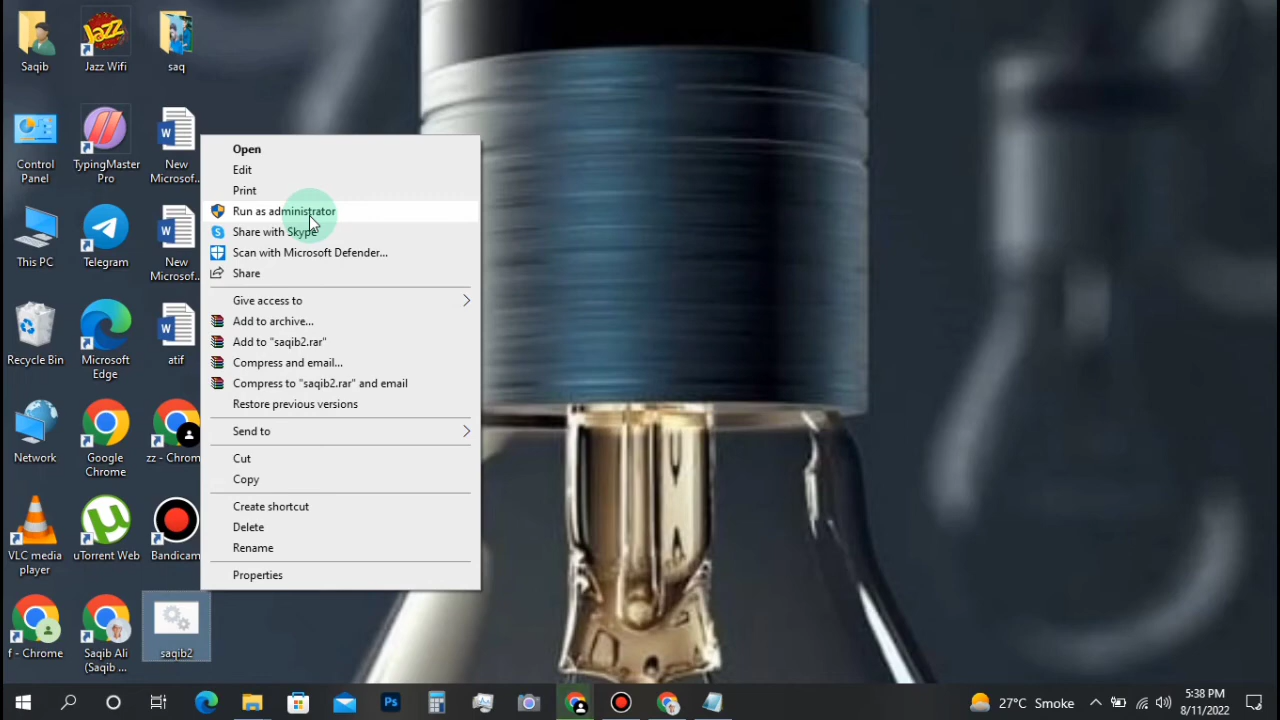 Saqib
Jazz Wifi
saq
Control
Panel
TypingMaster
Pro
New
Microsof...
This PC
Telegram
New
Microsof...
Recycle Bin
Microsoft
Edge
atif
Network
Google
Chrome
zz - Chrom
VLC media
player
uTorrent Web
Bandicam
f - Chrome
Saqib Ali
(Saqib ...
saqib2
Open
Edit
Print
Run as administrator
Share with Skype
Scan with Microsoft Defender...
Share
Give access to
Add to archive...
Add to "saqib2.rar"
Compress and email...
Compress to "saqib2.rar" and email
Restore previous versions
Send to
Cut
Copy
Create shortcut
Delete
Rename
Properties
Jazz
W
W
W
Ps
27°C Smoke
5:38 PM
8/11/2022